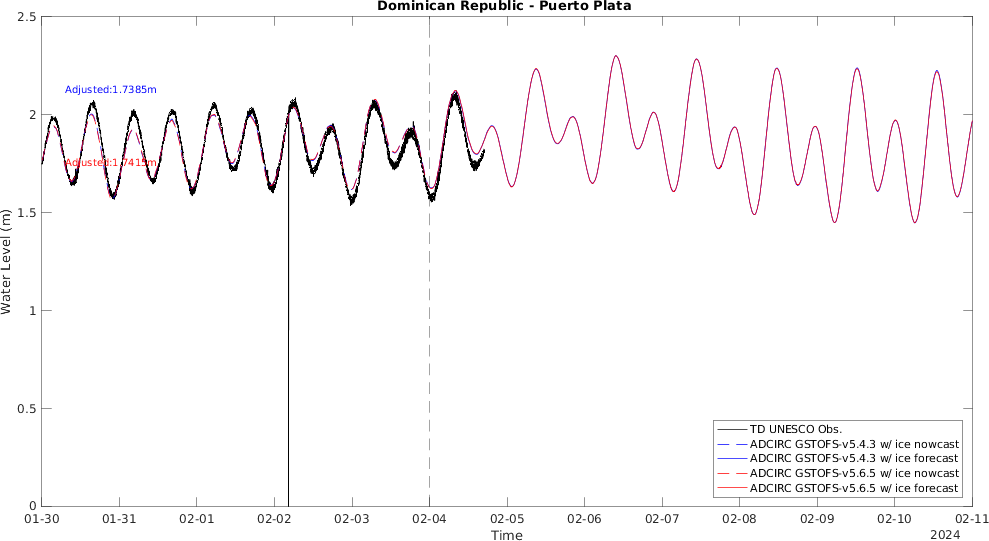 Dominican Republic - Puerto Plata
2.5
2
1.5
1
0.5
0
Water Level (m)
Adjusted:1.7385m
Adjusted:1.7415m
TD UNESCO Obs.
ADCIRC GSTOFS-v5.4.3 w/ ice nowcast
ADCIRC GSTOFS-v5.4.3 w/ ice forecast
ADCIRC GSTOFS-v5.6.5 w/ ice nowcast
ADCIRC GSTOFS-v5.6.5 w/ ice forecast
01-30 01-31 02-01 02-02 02-03 02-04 02-05 02-06 02-07 02-08 02-09 02-10 02-11
Time
2024